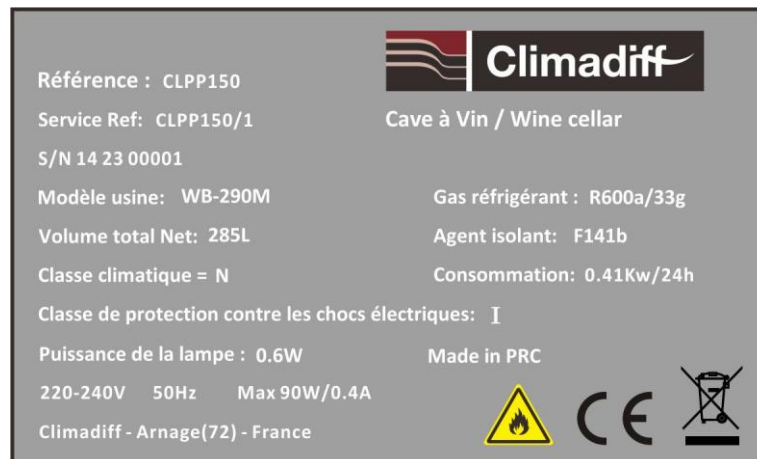 Climadiff
Référence : CLPP150
Service Ref: CLPP150/1
Cave à Vin / Wine cellar
S/N 14 23 00001
Modèle usine: WB-290M
Gas réfrigérant : R600a/33g
Volume total Net: 285L
Agent isolant: F141b
Classe climatique = N
Consommation: 0.41Kw/24h
Classe de protection contre les chocs électriques: I
Puissance de la lampe : 0.6W
Made in PRC
220-240V 50Hz Max 90W/0.4A
Climadiff - Arnage(72) - France
CE